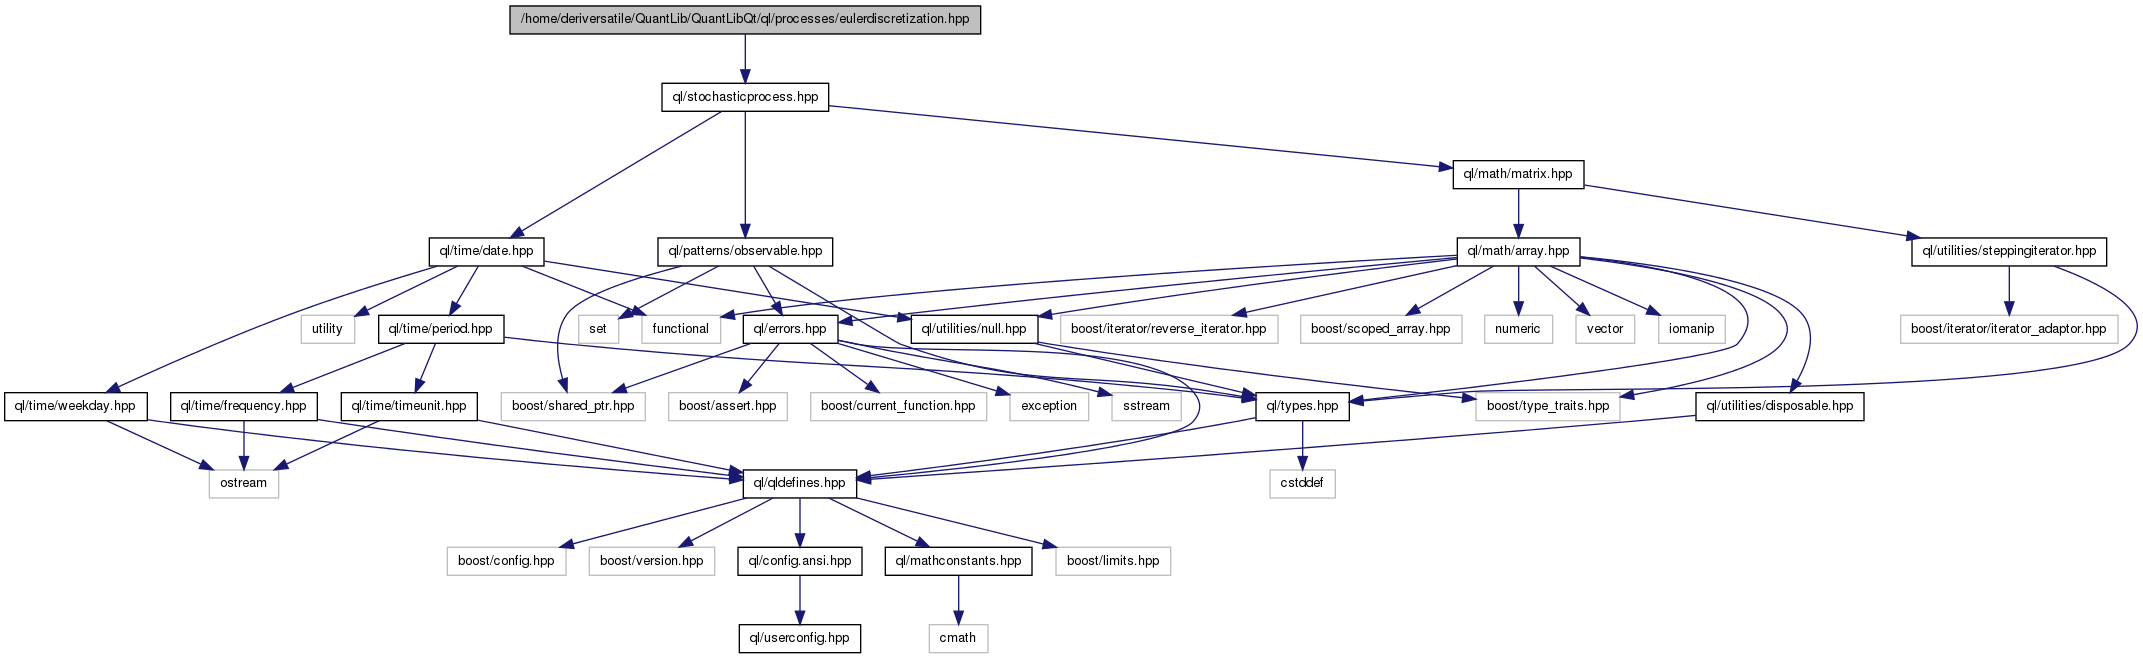 /home/deriversatile/QuantLib/QuantLibQt/ql/processes/eulerdiscretization.hpp
ql/stochasticprocess.hpp
ql/math/matrix.hpp
ql/time/date.hpp
ql/patterns/observable.hpp
ql/math/array.hpp
ql/utilities/steppingiterator.hpp
utility
ql/time/period.hpp
set
functional
ql/errors.hpp
ql/utilities/null.hpp
boost/iterator/reverse_iterator.hpp
boost/scoped_array.hpp
numeric
vector
iomanip
boost/iterator/iterator_adaptor.hpp
ql/time/weekday.hpp
ql/time/frequency.hpp
ql/time/timeunit.hpp
boost/shared_ptr.hpp
boost/assert.hpp
boost/current_function.hpp
exception
sstream
ql/types.hpp
boost/type_traits.hpp
ql/utilities/disposable.hpp
ostream
ql/qldefines.hpp
cstddef
boost/config.hpp
boost/version.hpp
ql/config.ansi.hpp
ql/mathconstants.hpp
boost/limits.hpp
ql/userconfig.hpp
cmath